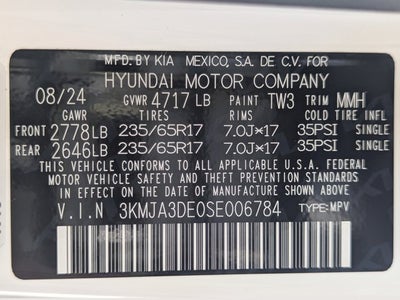 MFD.BY KIA MEXICO, S.A. DE C.V. FOR
HYUNDAI MOTOR COMPANY
08/24 GVWR 4717 LB PAINT TW3 TRIM MMH
GAWR TIRES RIMS COLD TIRE INFL
FRONT 2778LB 235/65R17 7.0J*17 35PSI SINGLE
REAR 2646LB 235/65R17 7.0J*17 35PSI SINGLE
THIS VEHICLE CONFORMS TO ALL APPLICABLE U.S.A. FEDERAL
MOTOR VEHICLE SAFETY AND THEFT PREVENTION STANDARDS
IN EFFECT ON THE DATE OF MANUFACTURE SHOWN ABOVE.
V.I.N 3KMJA3DE0SE006784 TYPE:MPV